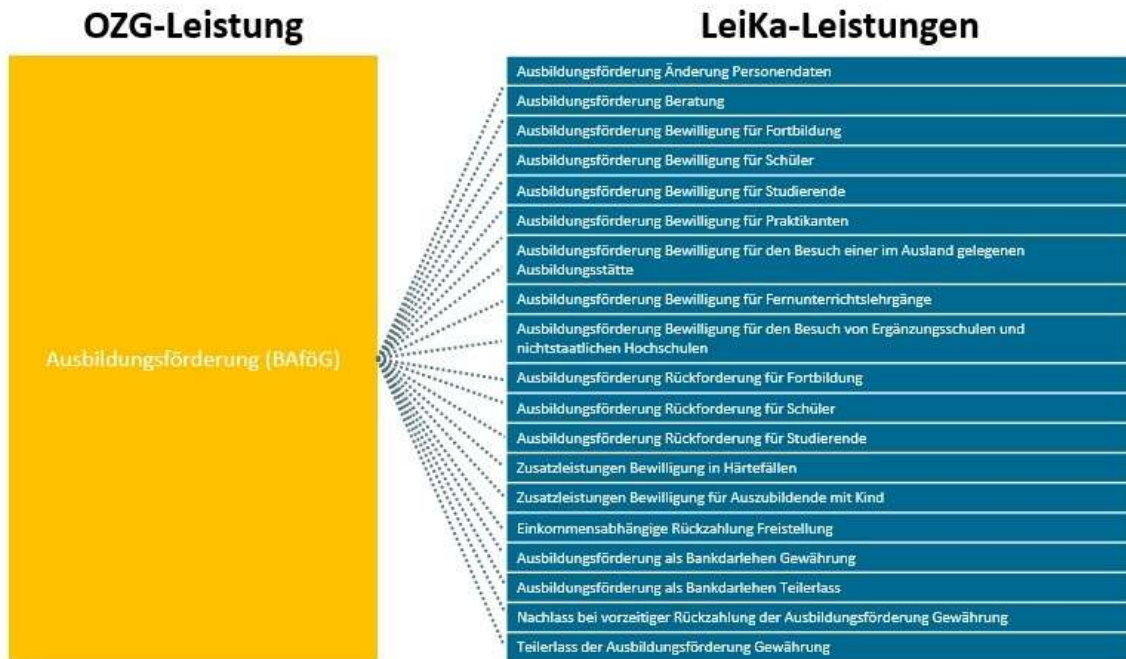 OZG-Leistung
LeiKa-Leistungen
Ausbildungsförderung (BAföG)
Ausbildungsförderung Änderung Personendaten
Ausbildungsförderung Beratung
Ausbildungsförderung Bewilligung für Fortbildung
Ausbildungsförderung Bewilligung für Schüler
Ausbildungsförderung Bewilligung für Studierende
Ausbildungsförderung Bewilligung für Praktikanten
Ausbildungsförderung Bewilligung für den Besuch einer im Ausland gelegenen
Ausbildungsstätte
Ausbildungsförderung Bewilligung für Fernunterrichtslehrgänge
Ausbildungsförderung Bewilligung für den Besuch von Ergänzungsschulen und
nichtstaatlichen Hochschulen
Ausbildungsförderung Rückforderung für Fortbildung
Ausbildungsförderung Rückforderung für Schüler
Ausbildungsförderung Rückforderung für Studierende
Zusatzleistungen Bewilligung in Härtefällen
Zusatzleistungen Bewilligung für Auszubildende mit Kind
Einkommensabhängige Rückzahlung Freistellung
Ausbildungsförderung als Bankdarlehen Gewährung
Ausbildungsförderung als Bankdarlehen Teilerlass
Nachlass bei vorzeitiger Rückzahlung der Ausbildungsförderung Gewährung
Teilerlass der Ausbildungsförderung Gewährung